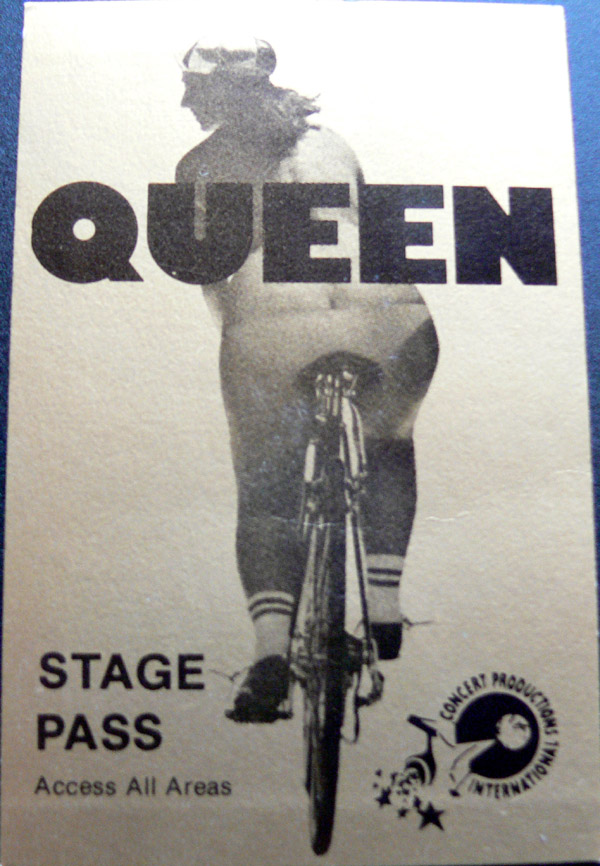 QUEEN
STAGE
PASS
Access All Areas
CONCERT PRODUCTIONS
INTERNATIONAL